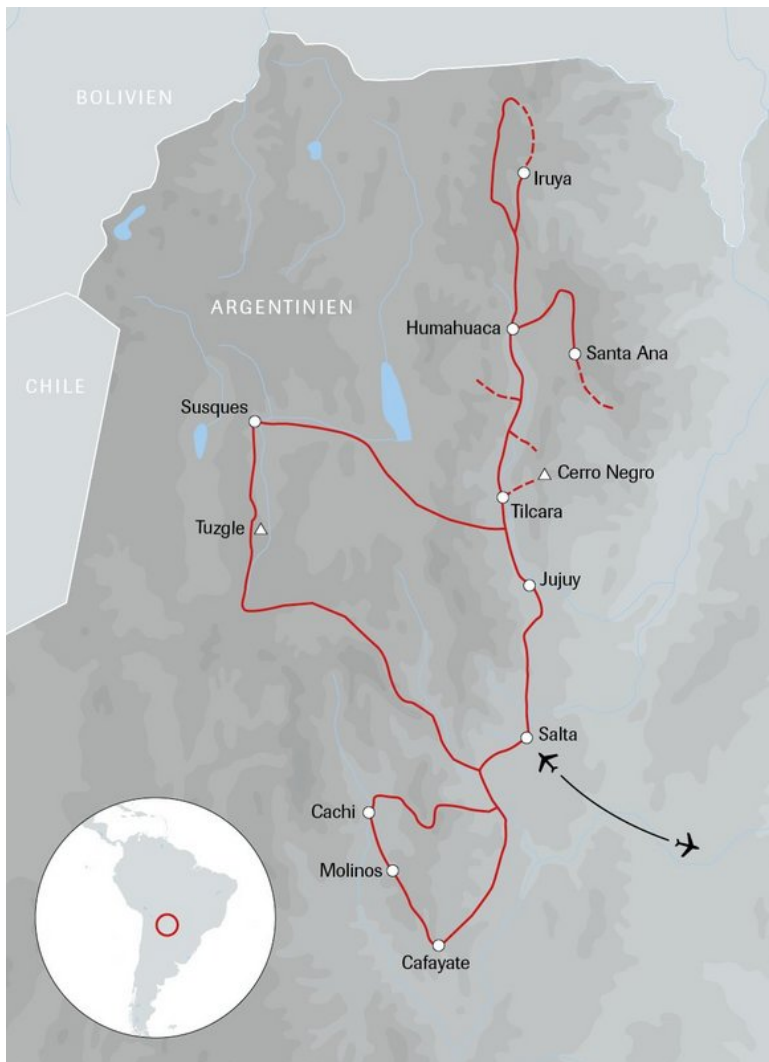 BOLIVIEN
Iruya
ARGENTINIEN
Humahuaca
Santa Ana
CHILE
Susques
Cerro Negro
Tilcara
Tuzgle
Jujuy
Salta
Cachi
Molinos
Cafayate